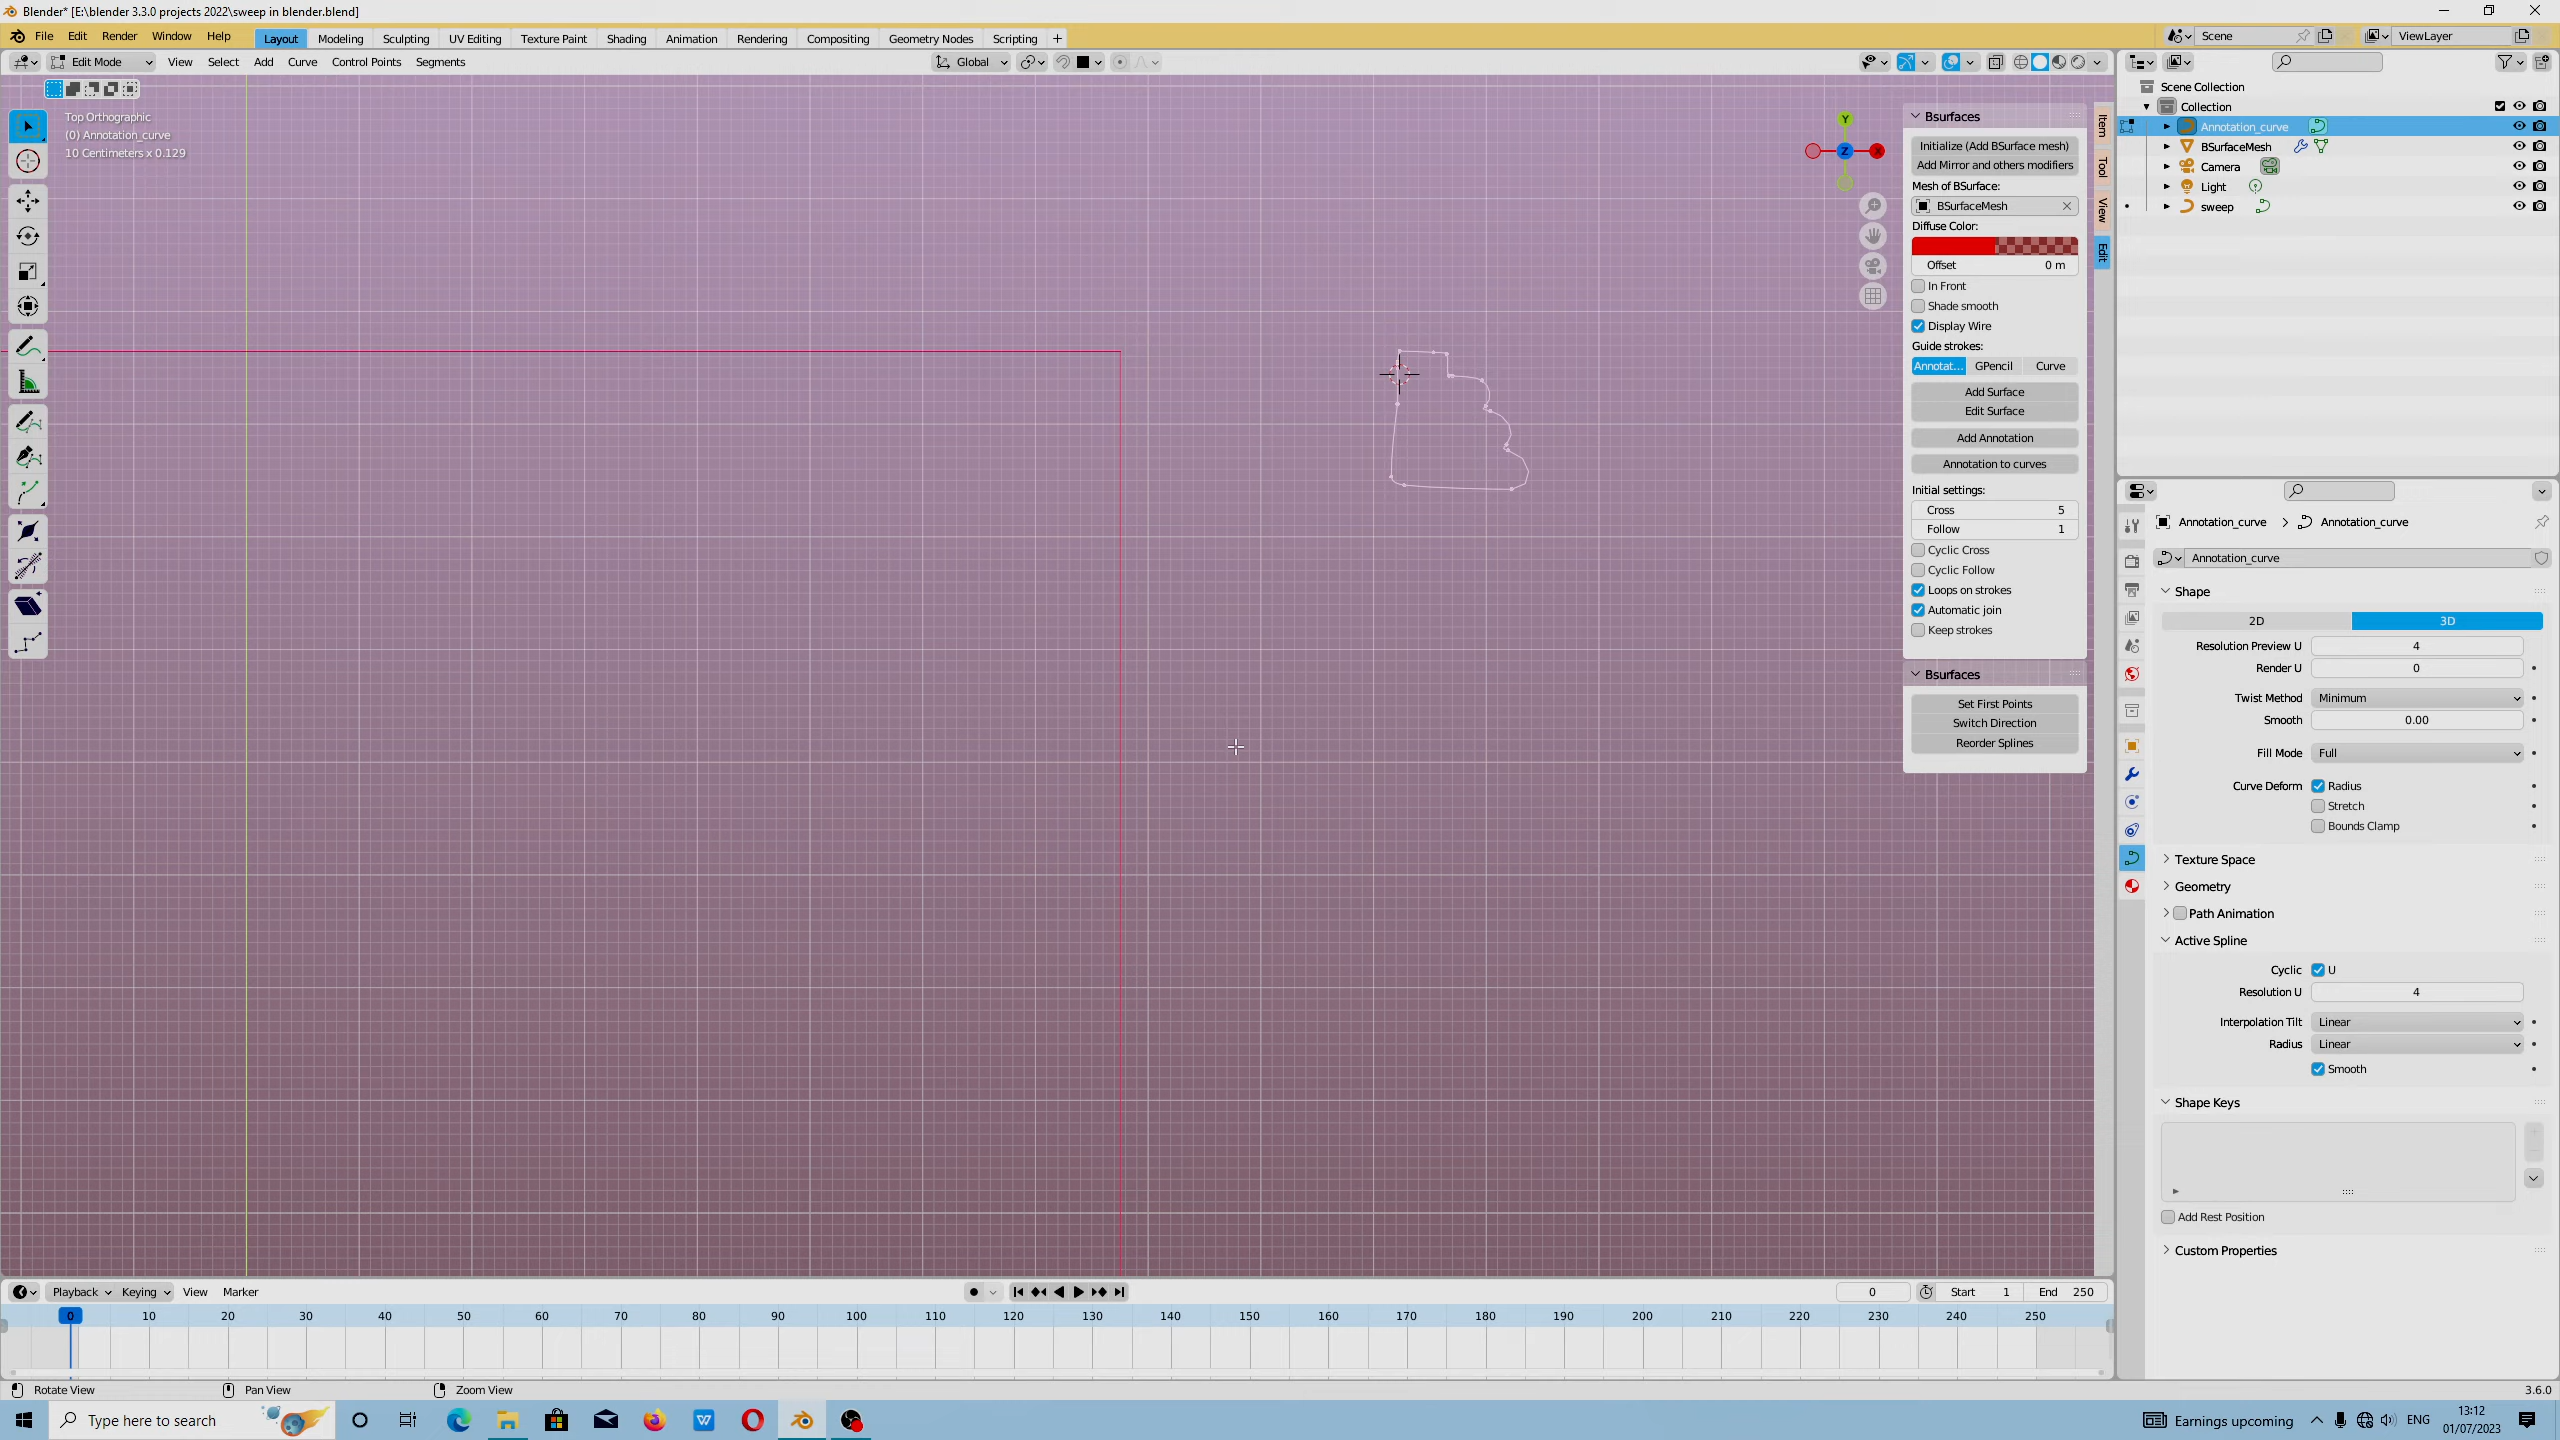 Blender* [E:\blender 3.3.0 projects 2022\sweep in blender.blend]
File Edit Render Window Help Layout Modeling Sculpting UV Editing Texture Paint Shading Animation Rendering Compositing Geometry Nodes Scripting + Scene ViewLayer
Edit Mode View Select Add Curve Control Points Segments Global
Top Orthographic
(0) Annotation_curve
10 Centimeters x 0.129
Y
Z
X
Bsurfaces
Initialize (Add BSurface mesh)
Add Mirror and others modifiers
Mesh of BSurface:
BSurfaceMesh
Diffuse Color:
Offset 0 m
In Front
Shade smooth
Display Wire
Guide strokes:
Annotat... GPencil Curve
Add Surface
Edit Surface
Add Annotation
Annotation to curves
Initial settings:
Cross 5
Follow 1
Cyclic Cross
Cyclic Follow
Loops on strokes
Automatic join
Keep strokes
Bsurfaces
Set First Points
Switch Direction
Reorder Splines
Item
Tool
View
Edit
Scene Collection
Collection
Annotation_curve
BSurfaceMesh
Camera
Light
sweep
Annotation_curve > Annotation_curve
Annotation_curve
Shape
2D 3D
Resolution Preview U 4
Render U 0
Twist Method Minimum
Smooth 0.00
Fill Mode Full
Curve Deform Radius
Stretch
Bounds Clamp
Texture Space
Geometry
Path Animation
Active Spline
Cyclic U
Resolution U 4
Interpolation Tilt Linear
Radius Linear
Smooth
Shape Keys
Add Rest Position
Custom Properties
Playback Keying View Marker 0 Start 1 End 250
0 10 20 30 40 50 60 70 80 90 100 110 120 130 140 150 160 170 180 190 200 210 220 230 240 250
Rotate View Pan View Zoom View 3.6.0
Type here to search Earnings upcoming ENG 13:12
01/07/2023